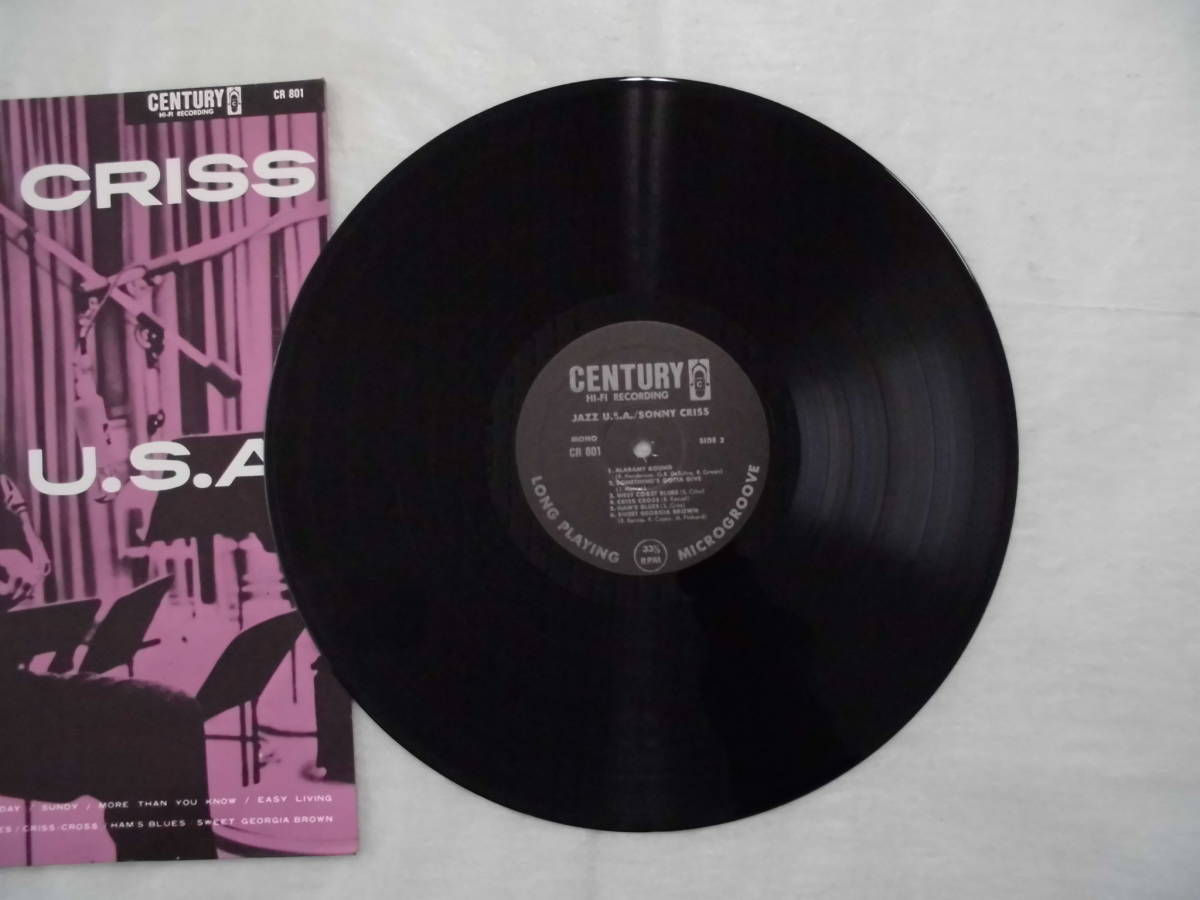 CENTURY
HI-FI RECORDING
CR 801
CRISS
U.S.A
DAY / SUNDY / MORE THAN YOU KNOW / EASY LIVING
ES / CRISS-CROSS / HAM'S BLUES / SWEET GEORGIA BROWN
CENTURY
HI-FI RECORDING
JAZZ U.S.A./SONNY CRISS
MONO
CR 801
SIDE 2
1. ALABAMY BOUND
2. SOMETHING'S GOTTA GIVE
3. WEST COAST BLUES (S. Criss)
4. CRISS CROSS (B. Kessel)
5. HAM'S BLUES (S. Criss)
6. SWEET GEORGIA BROWN
LONG PLAYING
33⅓
RPM
MICROGROOVE